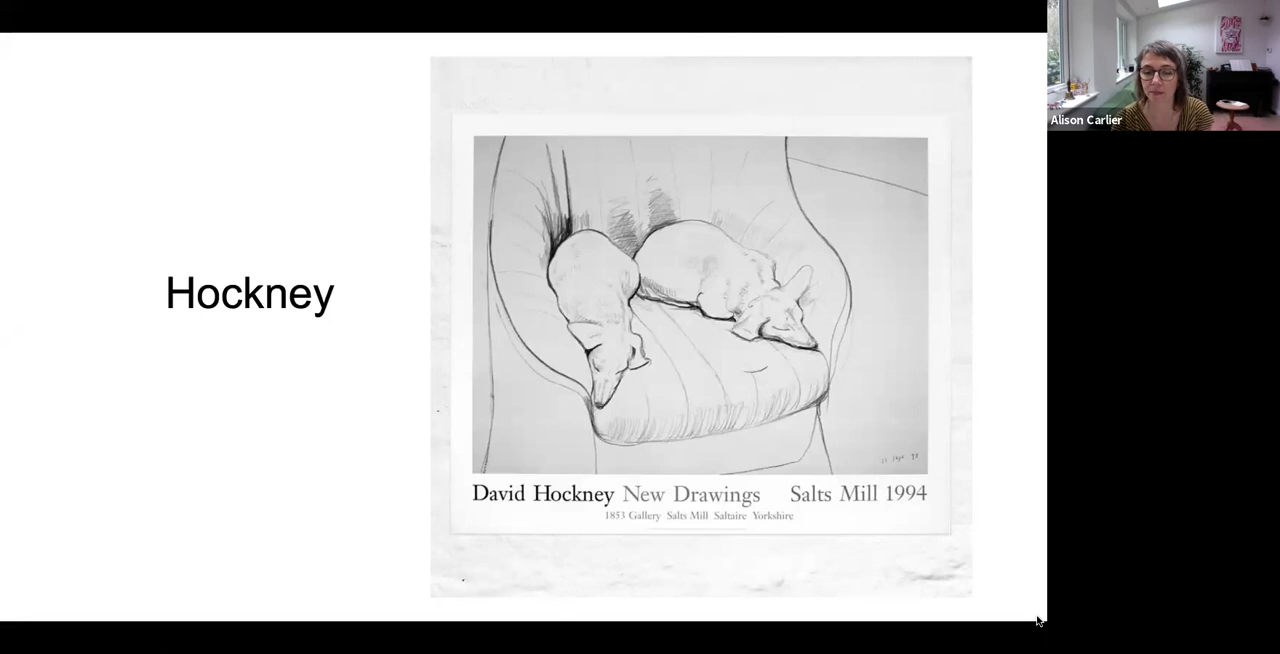 Hockney
David Hockney New Drawings Salts Mill 1994
1853 Gallery Salts Mill Saltaire Yorkshire
Alison Carlier